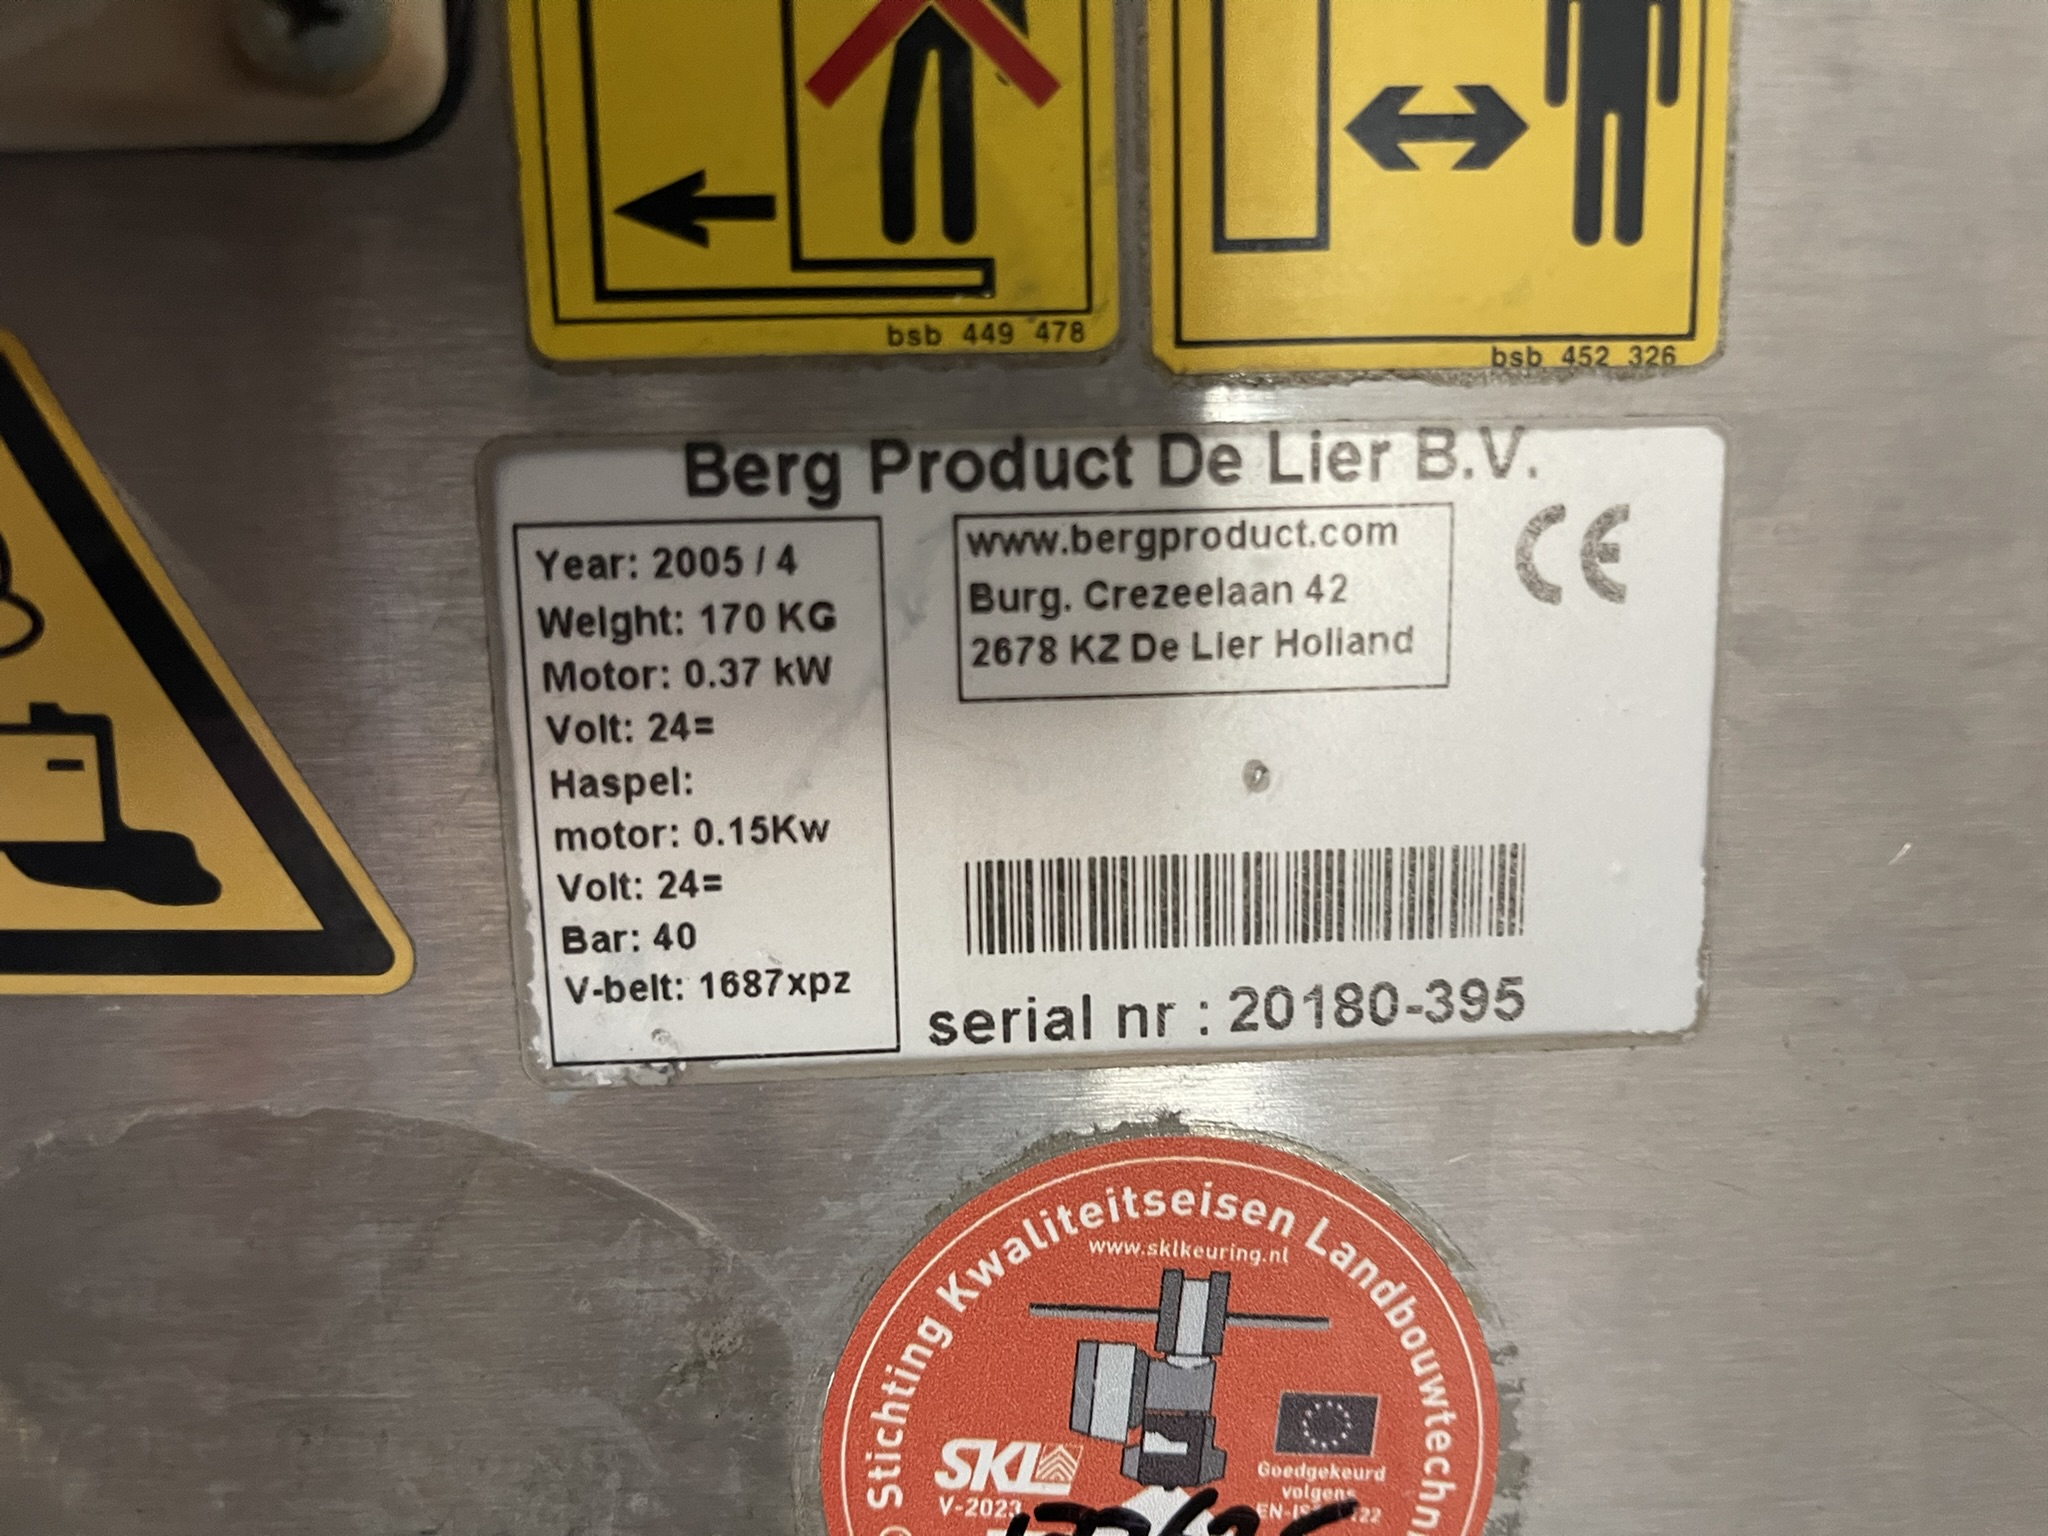 bsb 449 478
bsb 452 326
Berg Product De Lier B.V.
Year: 2005 / 4
Weight: 170 KG
Motor: 0.37 kW
Volt: 24=
Haspel:
motor: 0.15Kw
Volt: 24=
Bar: 40
V-belt: 1687xpz
www.bergproduct.com
Burg. Crezeelaan 42
2678 KZ De Lier Holland
CE
serial nr : 20180-395
Stichting Kwaliteitseisen Landbouwtechn
www.sklkeuring.nl
SKL
V-2023
Goedgekeurd
volgens